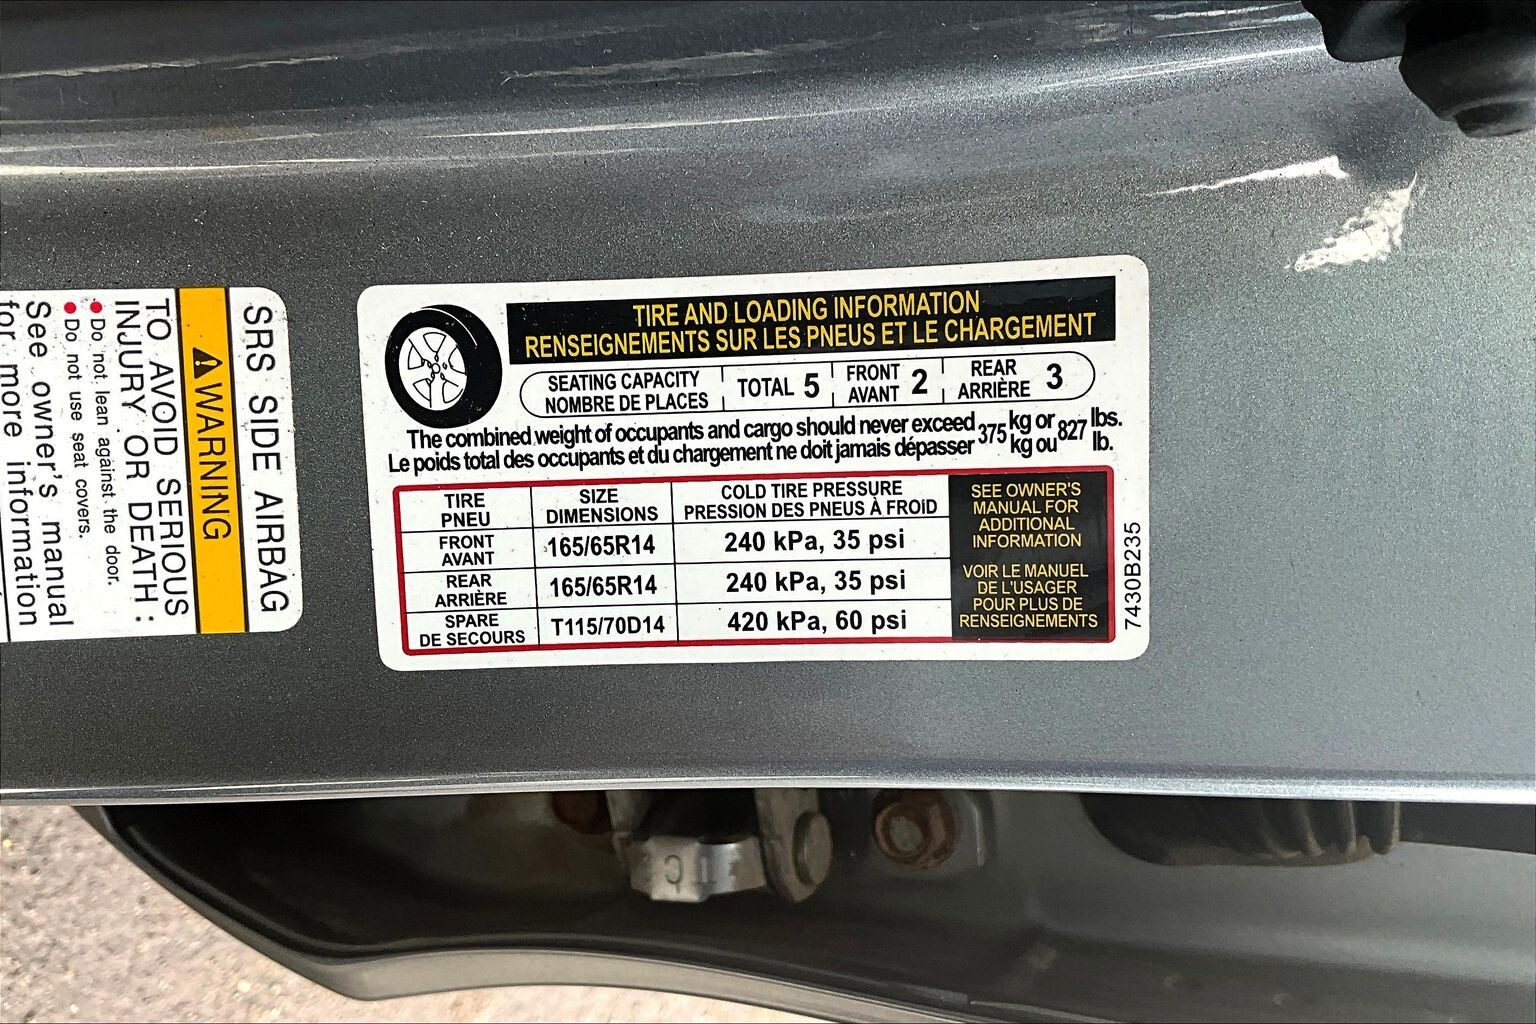 SRS SIDE AIRBAG
WARNING
TO AVOID SERIOUS
INJURY OR DEATH :
Do not lean against the door.
Do not use seat covers.
See owner's manual
for more information
TIRE AND LOADING INFORMATION
RENSEIGNEMENTS SUR LES PNEUS ET LE CHARGEMENT
SEATING CAPACITY TOTAL 5 FRONT 2 REAR 3
NOMBRE DE PLACES AVANT ARRIÈRE
The combined weight of occupants and cargo should never exceed 375 kg or 827 lbs.
Le poids total des occupants et du chargement ne doit jamais dépasser kg ou lb.
TIRE SIZE COLD TIRE PRESSURE
PNEU DIMENSIONS PRESSION DES PNEUS À FROID
FRONT
AVANT 165/65R14 240 kPa, 35 psi
REAR
ARRIÈRE 165/65R14 240 kPa, 35 psi
SPARE
DE SECOURS T115/70D14 420 kPa, 60 psi
SEE OWNER'S
MANUAL FOR
ADDITIONAL
INFORMATION
VOIR LE MANUEL
DE L'USAGER
POUR PLUS DE
RENSEIGNEMENTS
7430B235